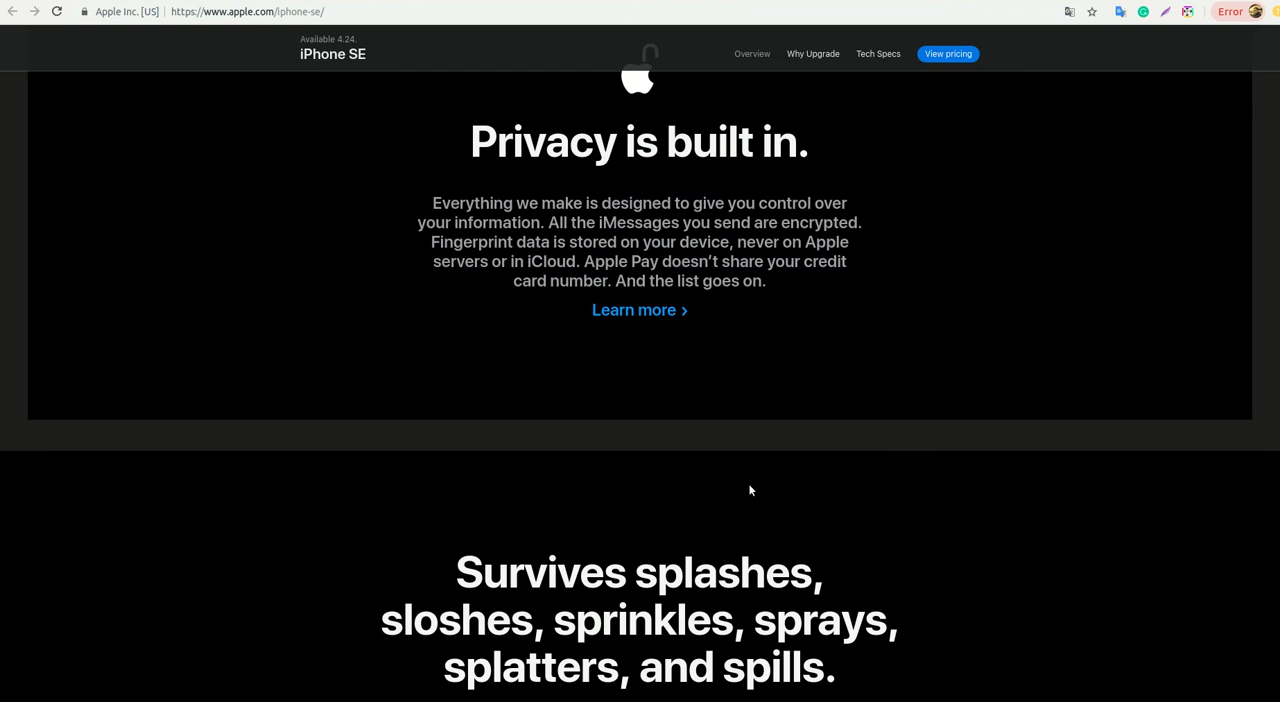 Apple Inc. [US]
https://www.apple.com/iphone-se/
Error
Available 4.24.
iPhone SE
Overview
Why Upgrade
Tech Specs
View pricing
Privacy is built in.
Everything we make is designed to give you control over
your information. All the iMessages you send are encrypted.
Fingerprint data is stored on your device, never on Apple
servers or in iCloud. Apple Pay doesn’t share your credit
card number. And the list goes on.
Learn more ›
Survives splashes,
sloshes, sprinkles, sprays,
splatters, and spills.